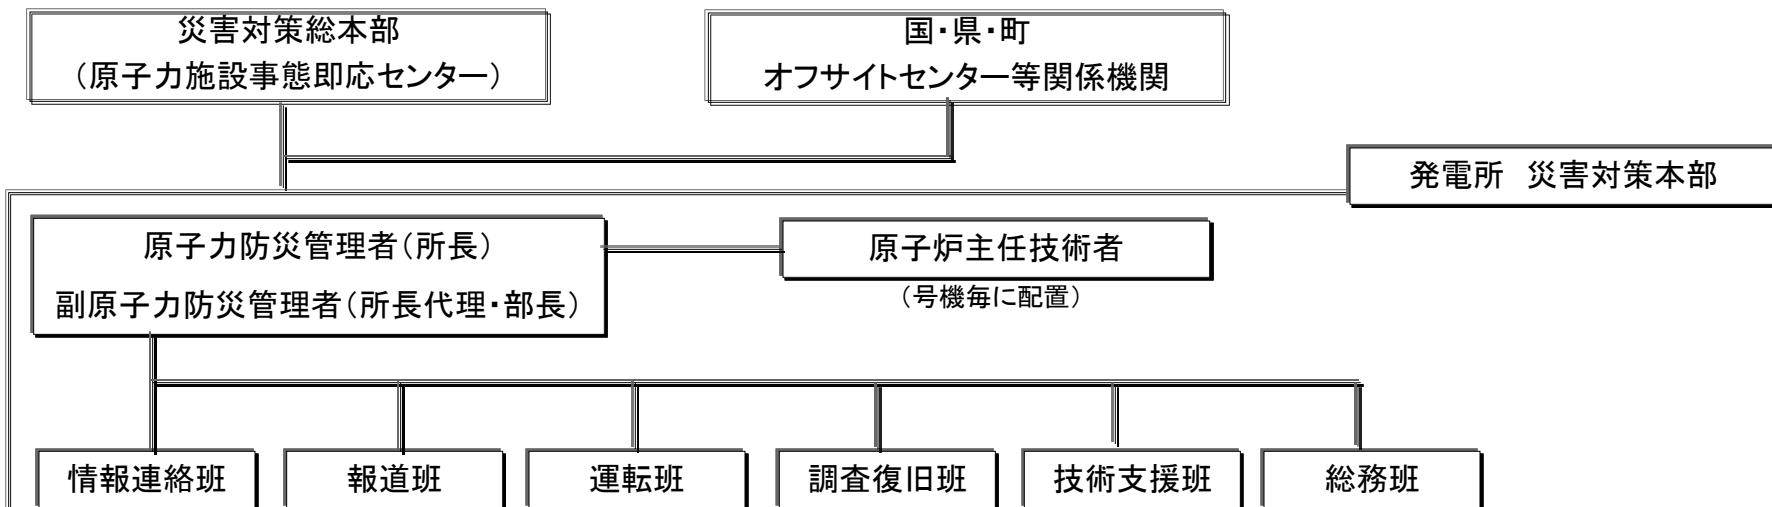 災害対策総本部
(原子力施設事態即応センター)
国・県・町
オフサイトセンター等関係機関
発電所　災害対策本部
原子力防災管理者(所長)
副原子力防災管理者(所長代理・部長)
原子炉主任技術者
(号機毎に配置)
情報連絡班
報道班
運転班
調査復旧班
技術支援班
総務班